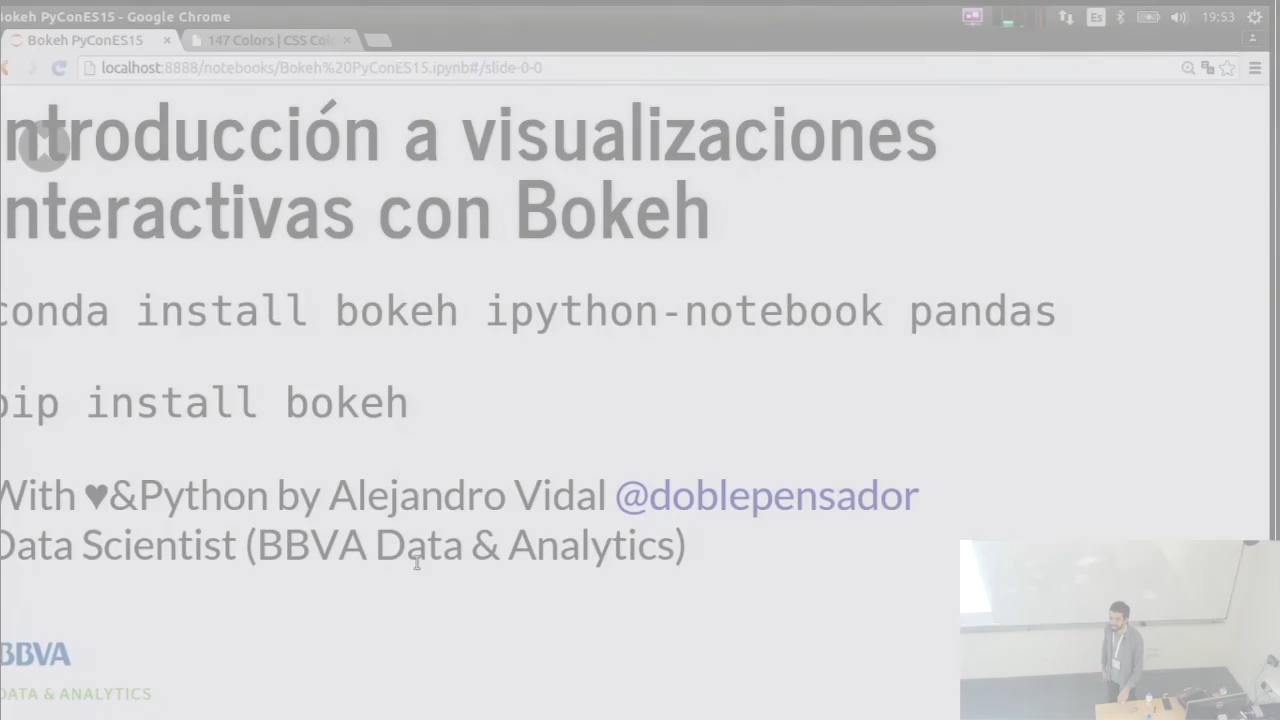 Bokeh PyConES15 - Google Chrome
Es
19:53
Bokeh PyConES15
147 Colors | CSS Colo
localhost:8888/notebooks/Bokeh%20PyConES15.ipynb#/slide-0-0
ntroducción a visualizaciones
nteractivas con Bokeh
conda install bokeh ipython-notebook pandas
pip install bokeh
With ♥&Python by Alejandro Vidal @doblepensador
Data Scientist (BBVA Data & Analytics)
BBVA
DATA & ANALYTICS